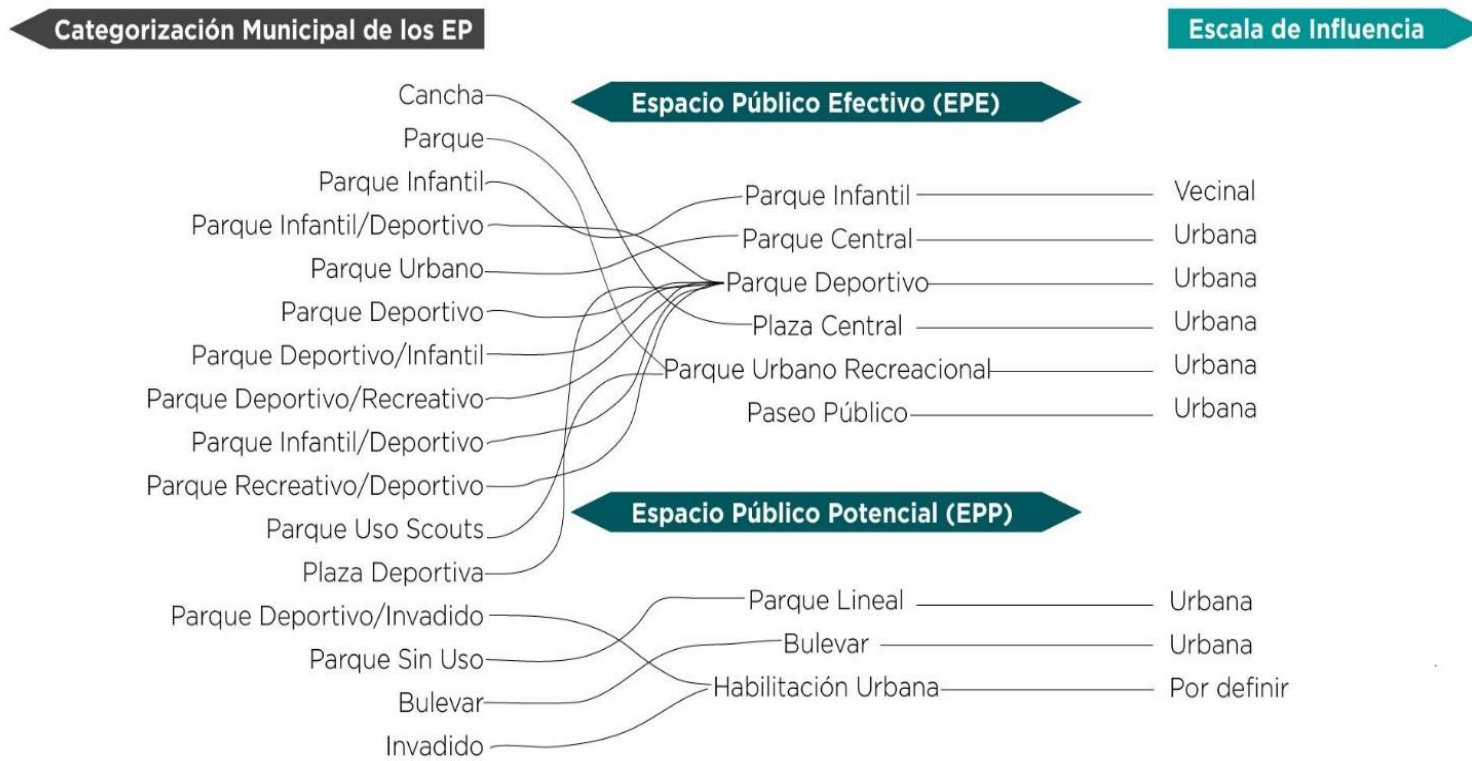 Categorización Municipal de los EP
Escala de Influencia
Espacio Público Efectivo (EPE)
Cancha
Parque
Parque Infantil
Parque Infantil/Deportivo
Parque Urbano
Parque Deportivo
Parque Deportivo/Infantil
Parque Deportivo/Recreativo
Parque Infantil/Deportivo
Parque Recreativo/Deportivo
Parque Uso Scouts
Plaza Deportiva
Parque Deportivo/Invadido
Parque Sin Uso
Bulevar
Invadido
Parque Infantil
Vecinal
Parque Central
Urbana
Parque Deportivo
Urbana
Plaza Central
Urbana
Parque Urbano Recreacional
Urbana
Paseo Público
Urbana
Espacio Público Potencial (EPP)
Parque Lineal
Urbana
Bulevar
Urbana
Habilitación Urbana
Por definir